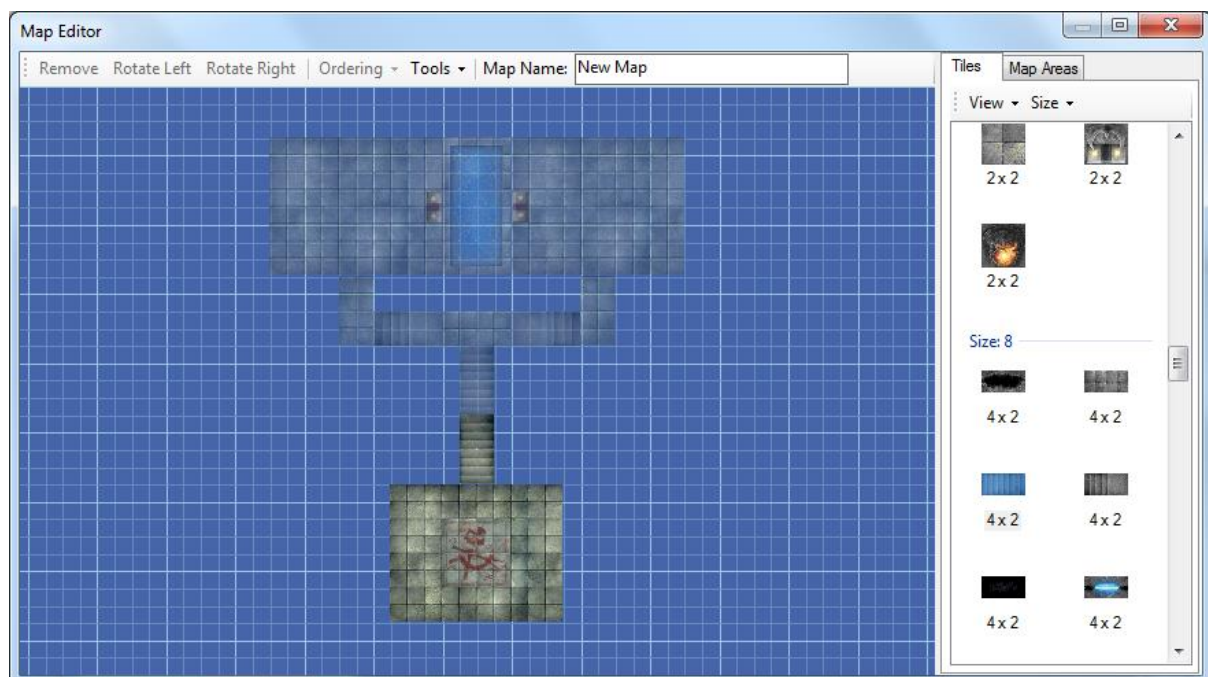 Map Editor
Remove Rotate Left Rotate Right Ordering Tools Map Name: New Map
Tiles Map Areas
View Size
2 x 2 2 x 2
2 x 2
Size: 8
4 x 2 4 x 2
4 x 2 4 x 2
4 x 2 4 x 2